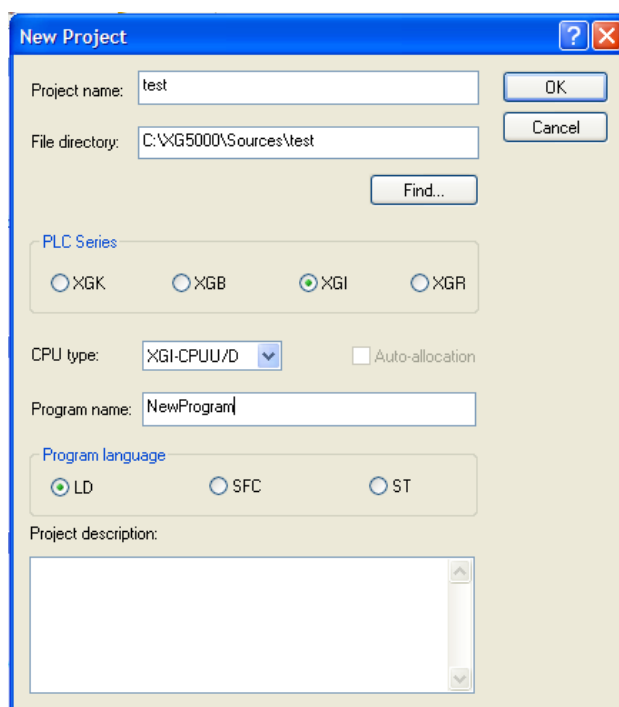 New Project
Project name: test
OK
File directory: C:\XG5000\Sources\test
Cancel
Find...
PLC Series
XGK XGB XGI XGR
CPU type: XGI-CPUU/D Auto-allocation
Program name: NewProgram
Program language
LD SFC ST
Project description: